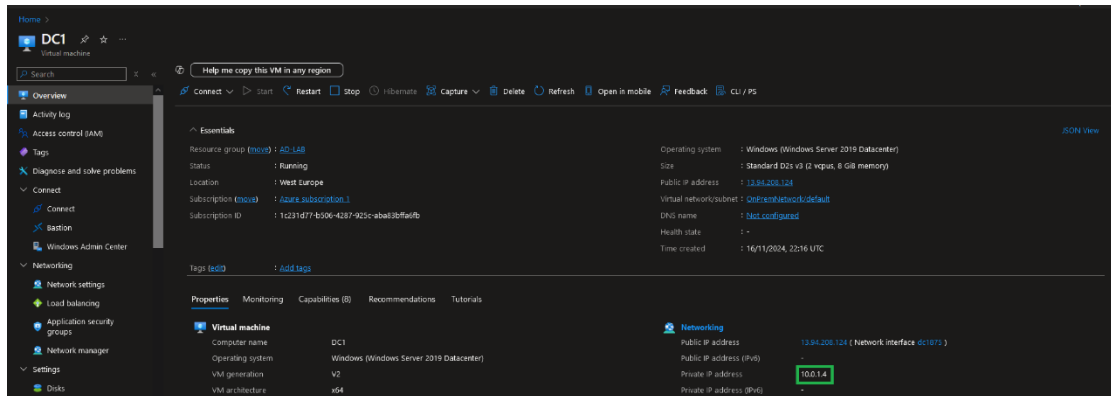 Home >
DC1
Virtual machine
Search
Help me copy this VM in any region
Connect
Start
Restart
Stop
Hibernate
Capture
Delete
Refresh
Open in mobile
Feedback
CLI / PS
Overview
Activity log
Access control (IAM)
Tags
Diagnose and solve problems
Connect
Connect
Bastion
Windows Admin Center
Networking
Network settings
Load balancing
Application security
groups
Network manager
Settings
Disks
Essentials
JSON View
Resource group (move) : AD-LAB
Status : Running
Location : West Europe
Subscription (move) : Azure subscription 1
Subscription ID : 1c231d77-b506-4287-925c-aba83bffa6fb
Operating system : Windows (Windows Server 2019 Datacenter)
Size : Standard D2s v3 (2 vcpus, 8 GiB memory)
Public IP address : 13.94.208.124
Virtual network/subnet : OnPremNetwork/default
DNS name : Not configured
Health state : -
Time created : 16/11/2024, 22:16 UTC
Tags (edit) : Add tags
Properties
Monitoring
Capabilities (8)
Recommendations
Tutorials
Virtual machine
Computer name DC1
Operating system Windows (Windows Server 2019 Datacenter)
VM generation V2
VM architecture x64
Networking
Public IP address 13.94.208.124 ( Network interface dc1875 )
Public IP address (IPv6) -
Private IP address 10.0.1.4
Private IP address (IPv6) -